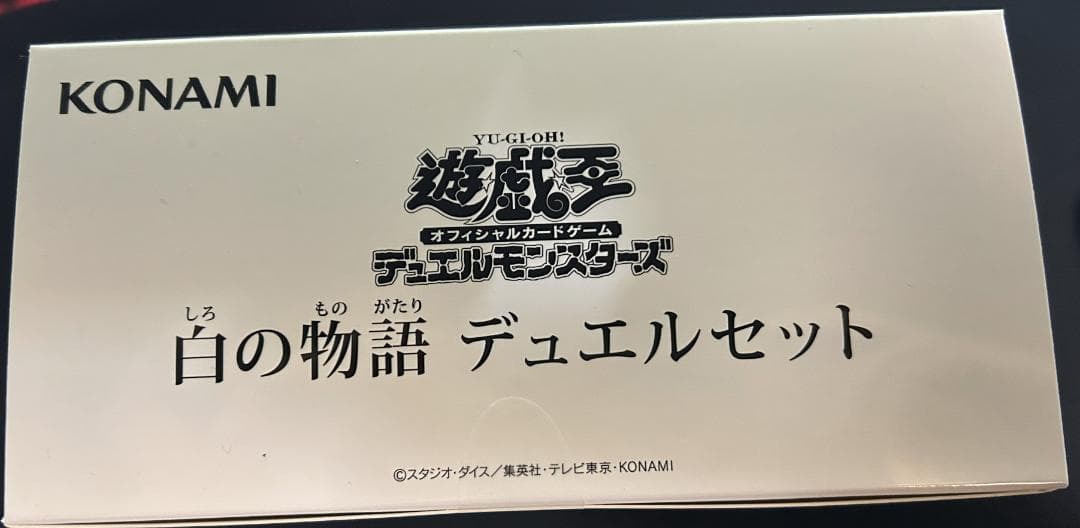 KONAMI
YU-GI-OH!
遊戯王
オフィシャルカードゲーム
デュエルモンスターズ
しろ もの がたり
白の物語 デュエルセット
©スタジオ・ダイス/集英社・テレビ東京・KONAMI